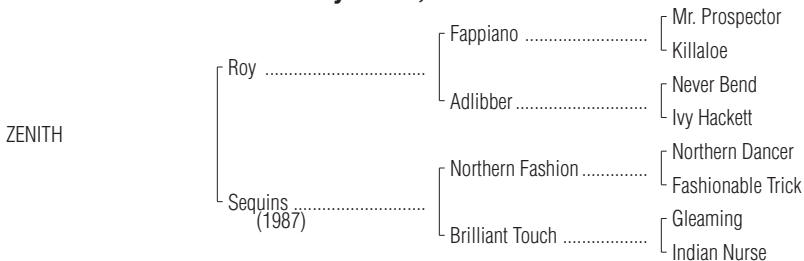 Mr. Prospector
Fappiano ..............................
Killaloe
Roy .......................................
Never Bend
Adlibber................................
Ivy Hackett
ZENITH
Northern Dancer
Northern Fashion................
Fashionable Trick
Sequins ................................
(1987)
Gleaming
Brilliant Touch .....................
Indian Nurse